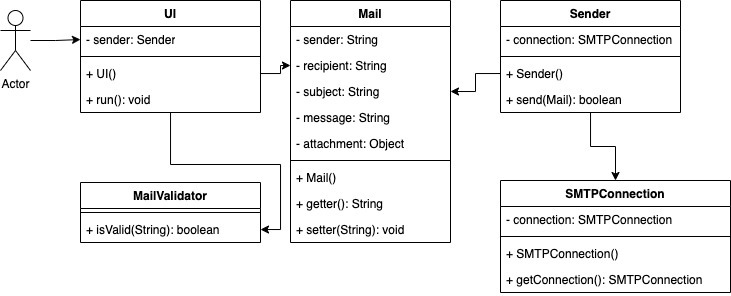 Actor
UI
- sender: Sender
+ UI()
+ run(): void
Mail
- sender: String
- recipient: String
- subject: String
- message: String
- attachment: Object
+ Mail()
+ getter(): String
+ setter(String): void
Sender
- connection: SMTPConnection
+ Sender()
+ send(Mail): boolean
MailValidator
+ isValid(String): boolean
SMTPConnection
- connection: SMTPConnection
+ SMTPConnection()
+ getConnection(): SMTPConnection